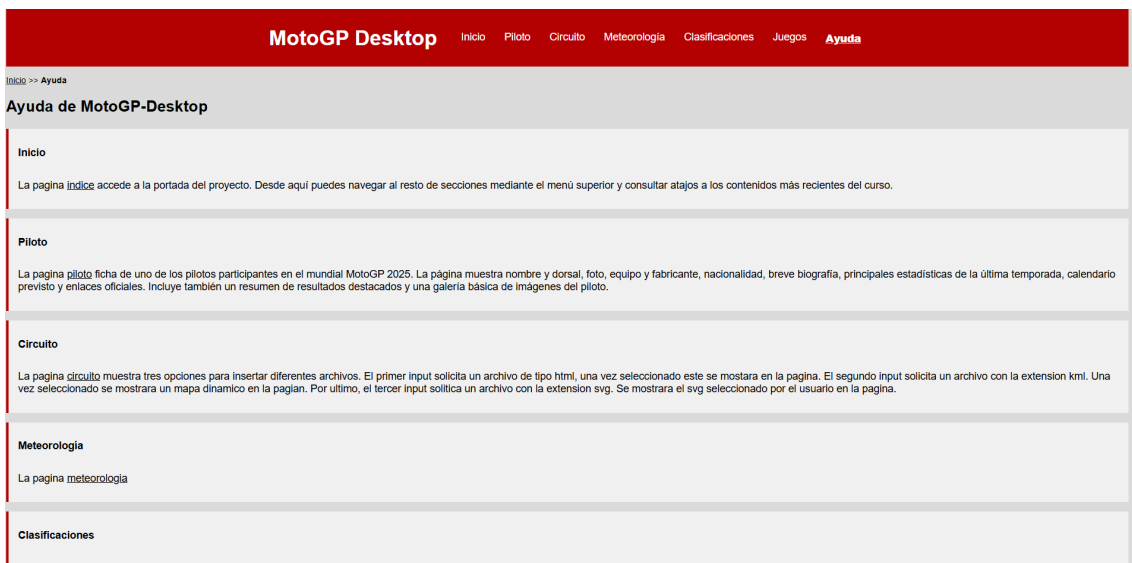 MotoGP Desktop Inicio Piloto Circuito Meteorología Clasificaciones Juegos Ayuda
Inicio >> Ayuda
Ayuda de MotoGP-Desktop
Inicio
La pagina indice accede a la portada del proyecto. Desde aquí puedes navegar al resto de secciones mediante el menú superior y consultar atajos a los contenidos más recientes del curso.
Piloto
La pagina piloto ficha de uno de los pilotos participantes en el mundial MotoGP 2025. La página muestra nombre y dorsal, foto, equipo y fabricante, nacionalidad, breve biografía, principales estadísticas de la última temporada, calendario
previsto y enlaces oficiales. Incluye también un resumen de resultados destacados y una galería básica de imágenes del piloto.
Circuito
La pagina circuito muestra tres opciones para insertar diferentes archivos. El primer input solicita un archivo de tipo html, una vez seleccionado este se mostara en la pagina. El segundo input solicita un archivo con la extension kml. Una
vez seleccionado se mostrara un mapa dinamico en la pagian. Por ultimo, el tercer input solitica un archivo con la extension svg. Se mostrara el svg seleccionado por el usuario en la pagina.
Meteorología
La pagina meteorologia
Clasificaciones